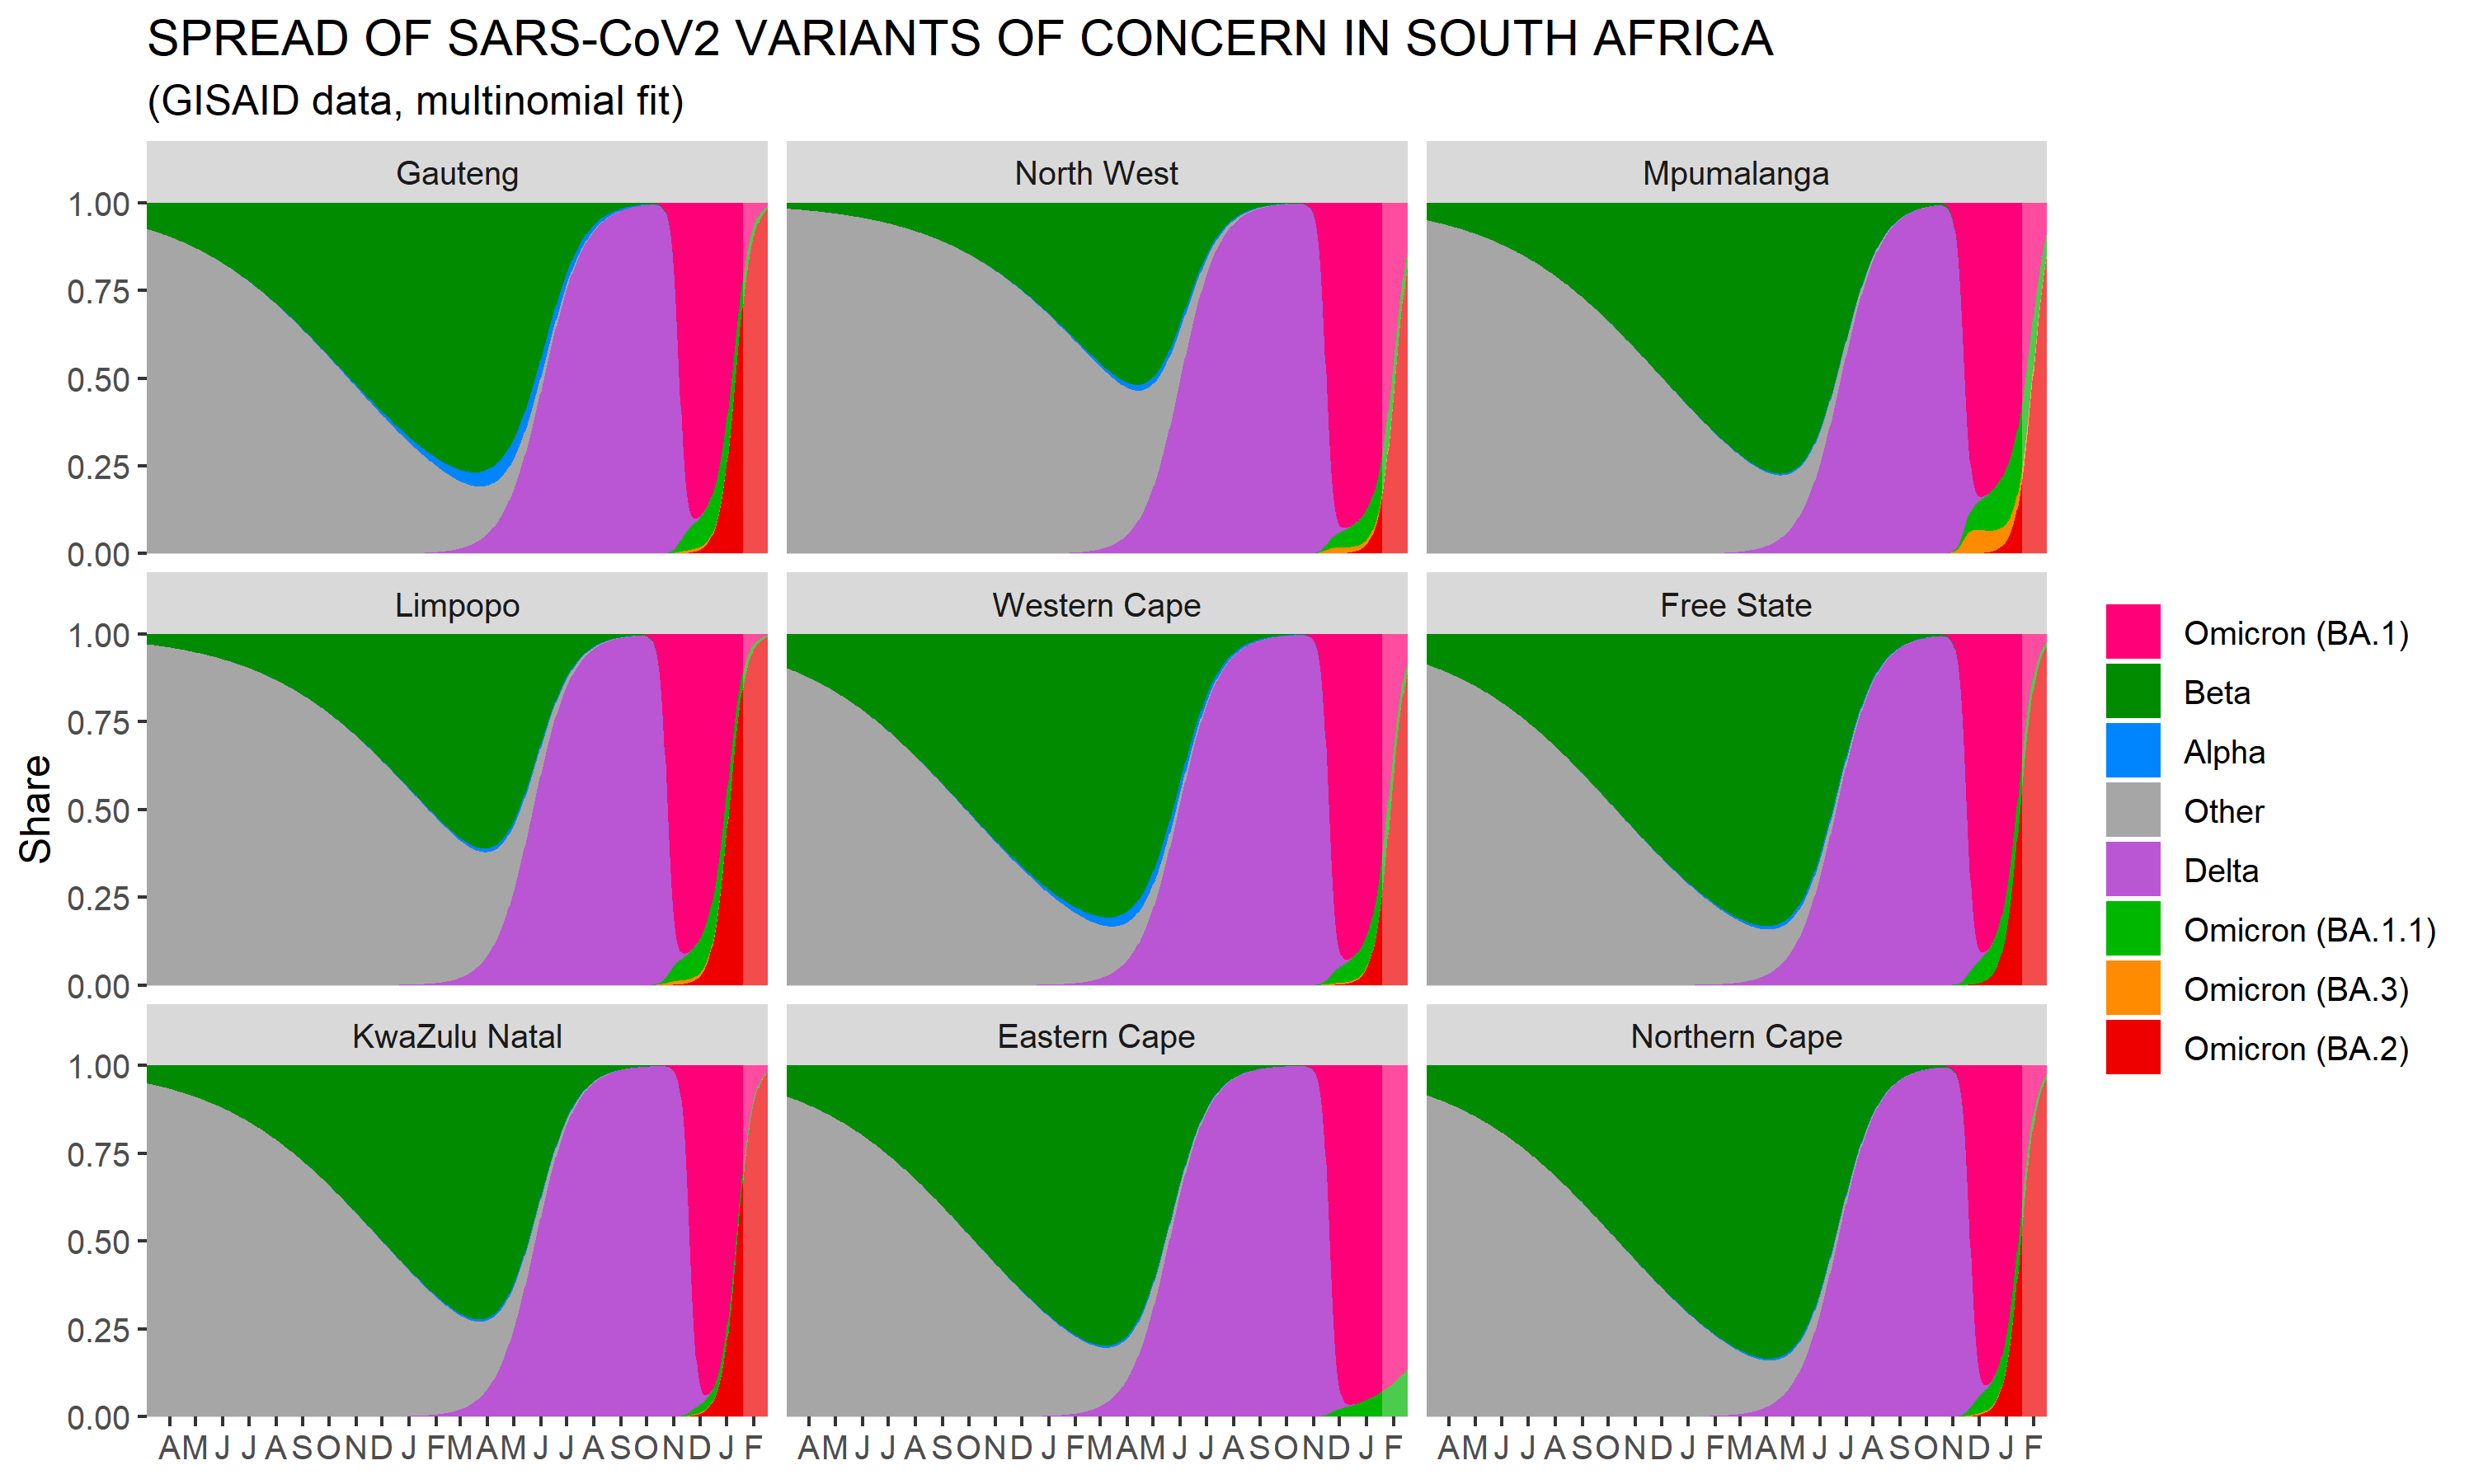 SPREAD OF SARS-CoV2 VARIANTS OF CONCERN IN SOUTH AFRICA
(GISAID data, multinomial fit)
Gauteng
North West
Mpumalanga
1.00
0.75
0.50
0.25
0.00
Limpopo
Western Cape
Free State
1.00
0.75
0.50
0.25
0.00
KwaZulu Natal
Eastern Cape
Northern Cape
1.00
0.75
0.50
0.25
0.00
A M J J A S O N D J F M A M J J A S O N D J F
A M J J A S O N D J F M A M J J A S O N D J F
A M J J A S O N D J F M A M J J A S O N D J F
Share
Omicron (BA.1)
Beta
Alpha
Other
Delta
Omicron (BA.1.1)
Omicron (BA.3)
Omicron (BA.2)